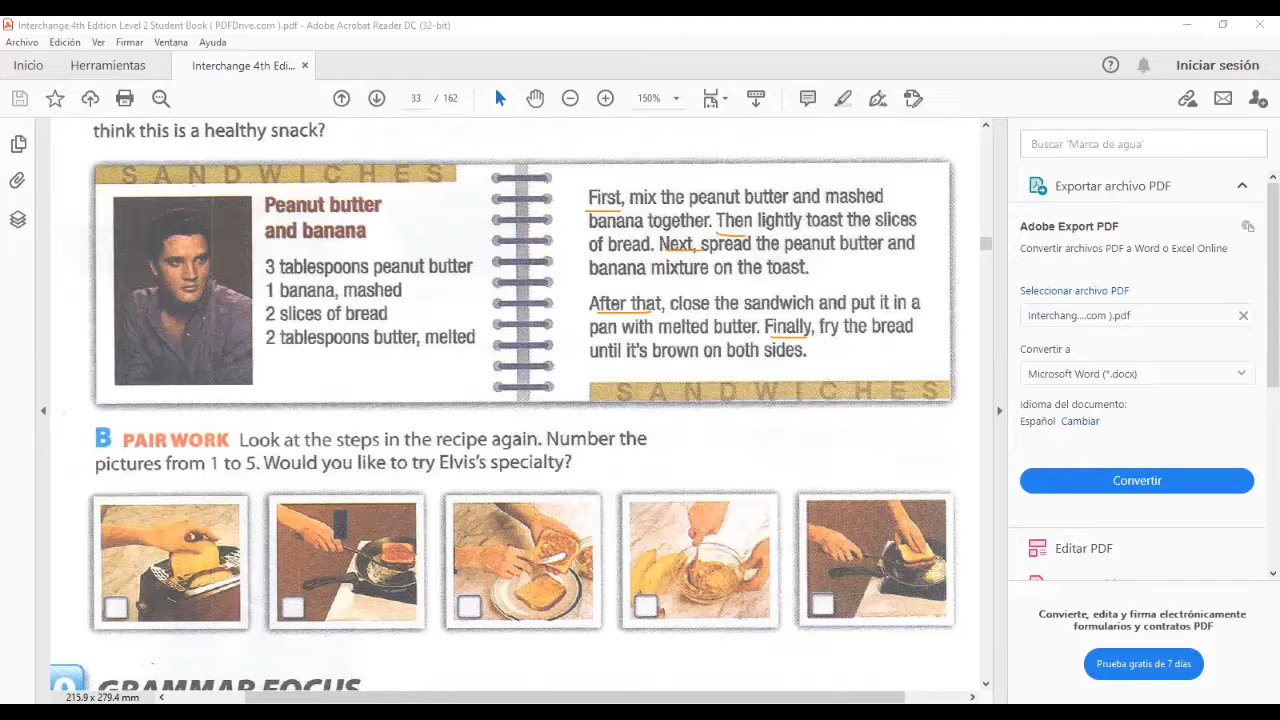 Interchange 4th Edition Level 2 Student Book ( PDFDrive.com ).pdf - Adobe Acrobat Reader DC (32-bit)
Archivo Edición Ver Firmar Ventana Ayuda
Inicio Herramientas Interchange 4th Edi... × Iniciar sesión
33 / 162 150%
think this is a healthy snack?
SANDWICHES
Peanut butter
and banana
3 tablespoons peanut butter
1 banana, mashed
2 slices of bread
2 tablespoons butter, melted
First, mix the peanut butter and mashed
banana together. Then lightly toast the slices
of bread. Next, spread the peanut butter and
banana mixture on the toast.
After that, close the sandwich and put it in a
pan with melted butter. Finally, fry the bread
until it's brown on both sides.
SANDWICHES
B PAIR WORK Look at the steps in the recipe again. Number the
pictures from 1 to 5. Would you like to try Elvis's specialty?
GRAMMAR FOCUS
215.9 x 279.4 mm
Buscar 'Marca de agua'
Exportar archivo PDF
Adobe Export PDF
Convertir archivos PDF a Word o Excel Online
Seleccionar archivo PDF
Interchang....com ).pdf
Convertir a
Microsoft Word (*.docx)
Idioma del documento:
Español Cambiar
Convertir
Editar PDF
Convierte, edita y firma electrónicamente
formularios y contratos PDF
Prueba gratis de 7 días